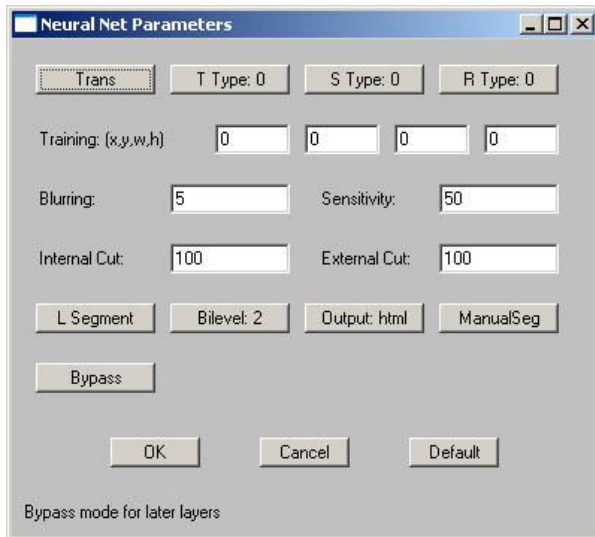 Neural Net Parameters
Trans T Type: 0 S Type: 0 R Type: 0
Training: (x,y,w,h) 0 0 0 0
Blurring: 5 Sensitivity: 50
Internal Cut: 100 External Cut: 100
L Segment Bilevel: 2 Output: html ManualSeg
Bypass
OK Cancel Default
Bypass mode for later layers